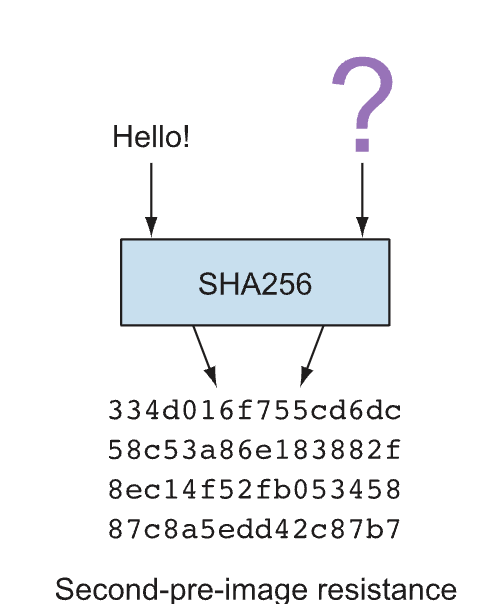 Hello!
?
SHA256
334d016f755cd6dc
58c53a86e183882f
8ec14f52fb053458
87c8a5edd42c87b7
Second-pre-image resistance